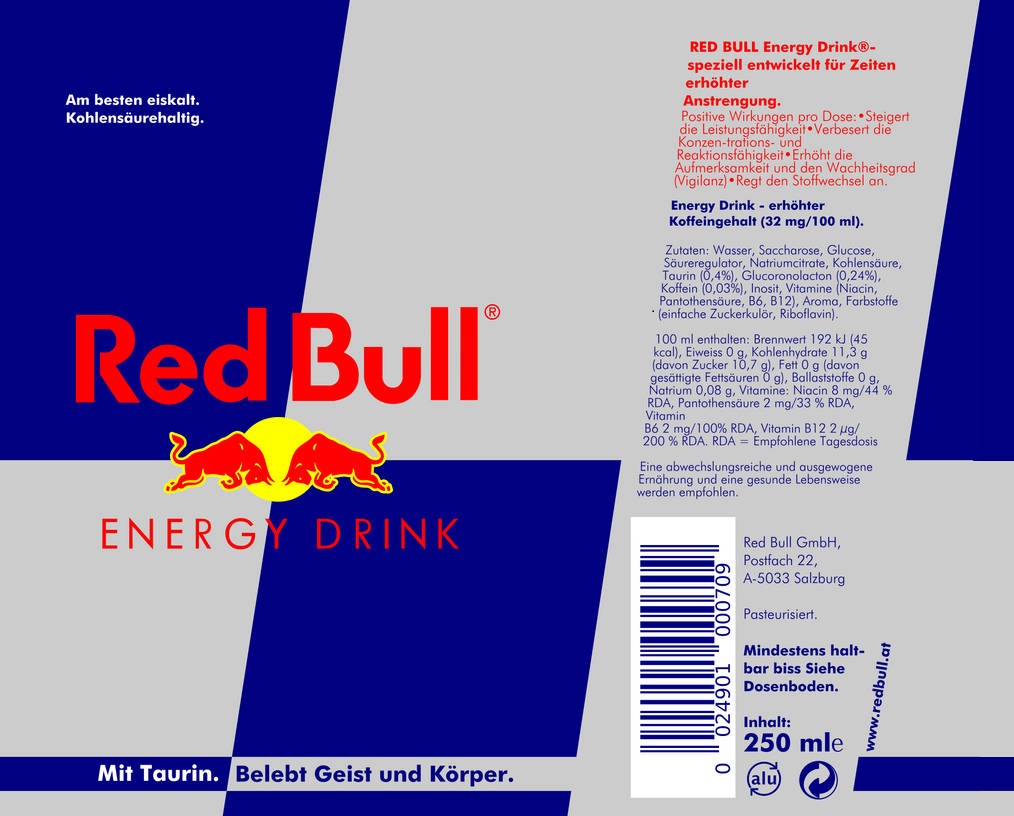 Am besten eiskalt.
Kohlensäurehaltig.
Red Bull®
ENERGY DRINK
Mit Taurin. Belebt Geist und Körper.
RED BULL Energy Drink®-
speziell entwickelt für Zeiten
erhöhter
Anstrengung.
Positive Wirkungen pro Dose:•Steigert
die Leistungsfähigkeit•Verbesert die
Konzen-trations- und
Reaktionsfähigkeit•Erhöht die
Aufmerksamkeit und den Wachheitsgrad
(Vigilanz)•Regt den Stoffwechsel an.
Energy Drink - erhöhter
Koffeingehalt (32 mg/100 ml).
Zutaten: Wasser, Saccharose, Glucose,
Säureregulator, Natriumcitrate, Kohlensäure,
Taurin (0,4%), Glucoronolacton (0,24%),
Koffein (0,03%), Inosit, Vitamine (Niacin,
Pantothensäure, B6, B12), Aroma, Farbstoffe
(einfache Zuckerkulör, Riboflavin).
100 ml enthalten: Brennwert 192 kJ (45
kcal), Eiweiss 0 g, Kohlenhydrate 11,3 g
(davon Zucker 10,7 g), Fett 0 g (davon
gesättigte Fettsäuren 0 g), Ballaststoffe 0 g,
Natrium 0,08 g, Vitamine: Niacin 8 mg/44 %
RDA, Pantothensäure 2 mg/33 % RDA,
Vitamin
B6 2 mg/100% RDA, Vitamin B12 2 µg/
200 % RDA. RDA = Empfohlene Tagesdosis
Eine abwechslungsreiche und ausgewogene
Ernährung und eine gesunde Lebensweise
werden empfohlen.
0 024901 000709
Red Bull GmbH,
Postfach 22,
A-5033 Salzburg
Pasteurisiert.
Mindestens halt-
bar biss Siehe
Dosenboden.
Inhalt:
250 mle
alu
www.redbull.at